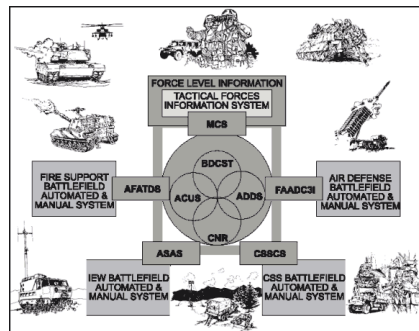 FORCE LEVEL INFORMATION
TACTICAL FORCES
INFORMATION SYSTEM
MCS
BDCST
FIRE SUPPORT
BATTLEFIELD
AUTOMATED &
MANUAL SYSTEM
AFATDS
ACUS
ADDS
FAADC3I
AIR DEFENSE
BATTLEFIELD
AUTOMATED &
MANUAL SYSTEM
CNR
ASAS
CSSCS
IEW BATTLEFIELD
AUTOMATED &
MANUAL SYSTEM
CSS BATTLEFIELD
AUTOMATED &
MANUAL SYSTEM